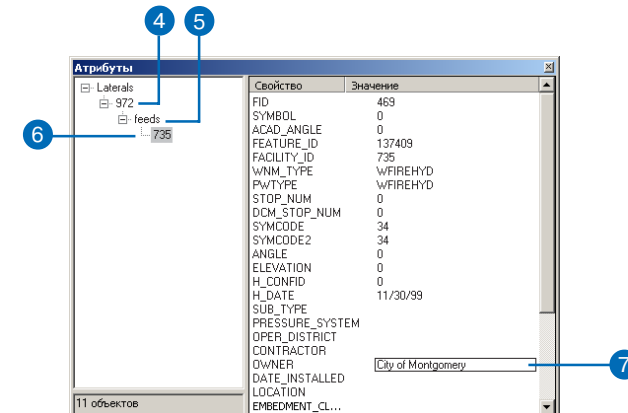 4 5
Атрибуты
Laterals
972
feeds
6
735
Свойство Значение
FID 469
SYMBOL 0
ACAD_ANGLE 0
FEATURE_ID 137409
FACILITY_ID 735
WNM_TYPE WFIREHYD
PWTYPE WFIREHYD
STOP_NUM 0
DCM_STOP_NUM 0
SYMCODE 34
SYMCODE2 34
ANGLE 0
ELEVATION 0
H_CONFID 0
H_DATE 11/30/99
SUB_TYPE
PRESSURE_SYSTEM
OPER_DISTRICT
CONTRACTOR
OWNER City of Montgomery 7
DATE_INSTALLED
LOCATION
EMBEDMENT_CL...
11 объектов